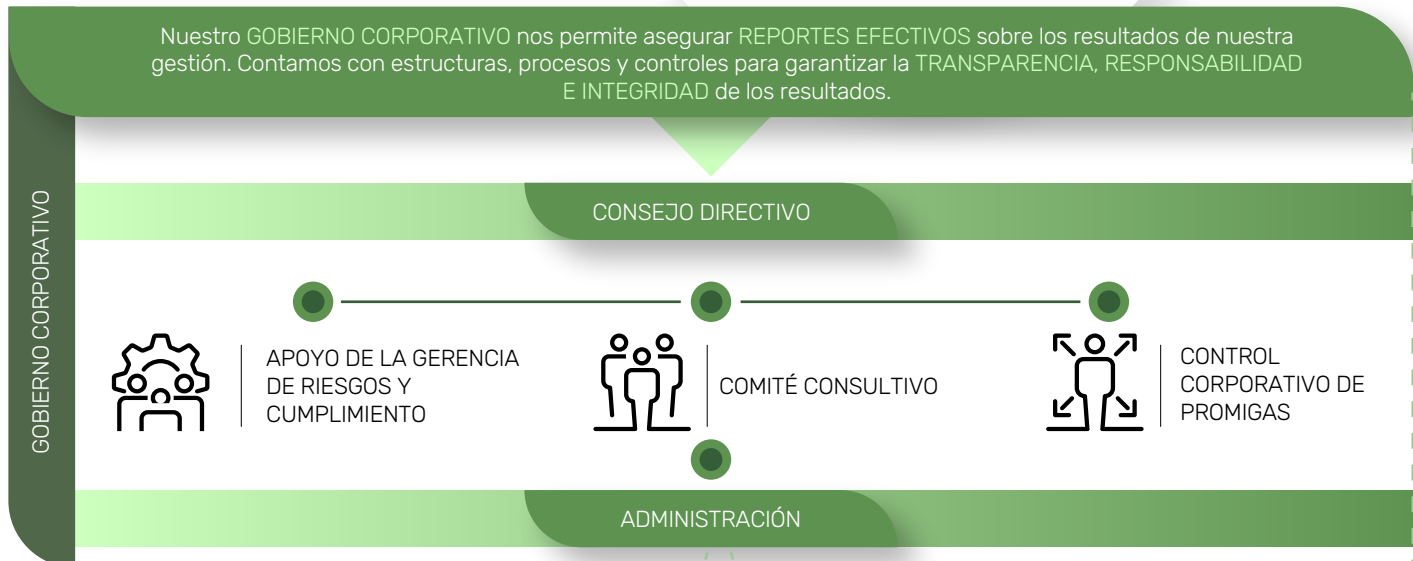 Nuestro GOBIERNO CORPORATIVO nos permite asegurar REPORTES EFECTIVOS sobre los resultados de nuestra
gestión. Contamos con estructuras, procesos y controles para garantizar la TRANSPARENCIA, RESPONSABILIDAD
E INTEGRIDAD de los resultados.
GOBIERNO CORPORATIVO
CONSEJO DIRECTIVO
APOYO DE LA GERENCIA
DE RIESGOS Y
CUMPLIMIENTO
COMITÉ CONSULTIVO
CONTROL
CORPORATIVO DE
PROMIGAS
ADMINISTRACIÓN